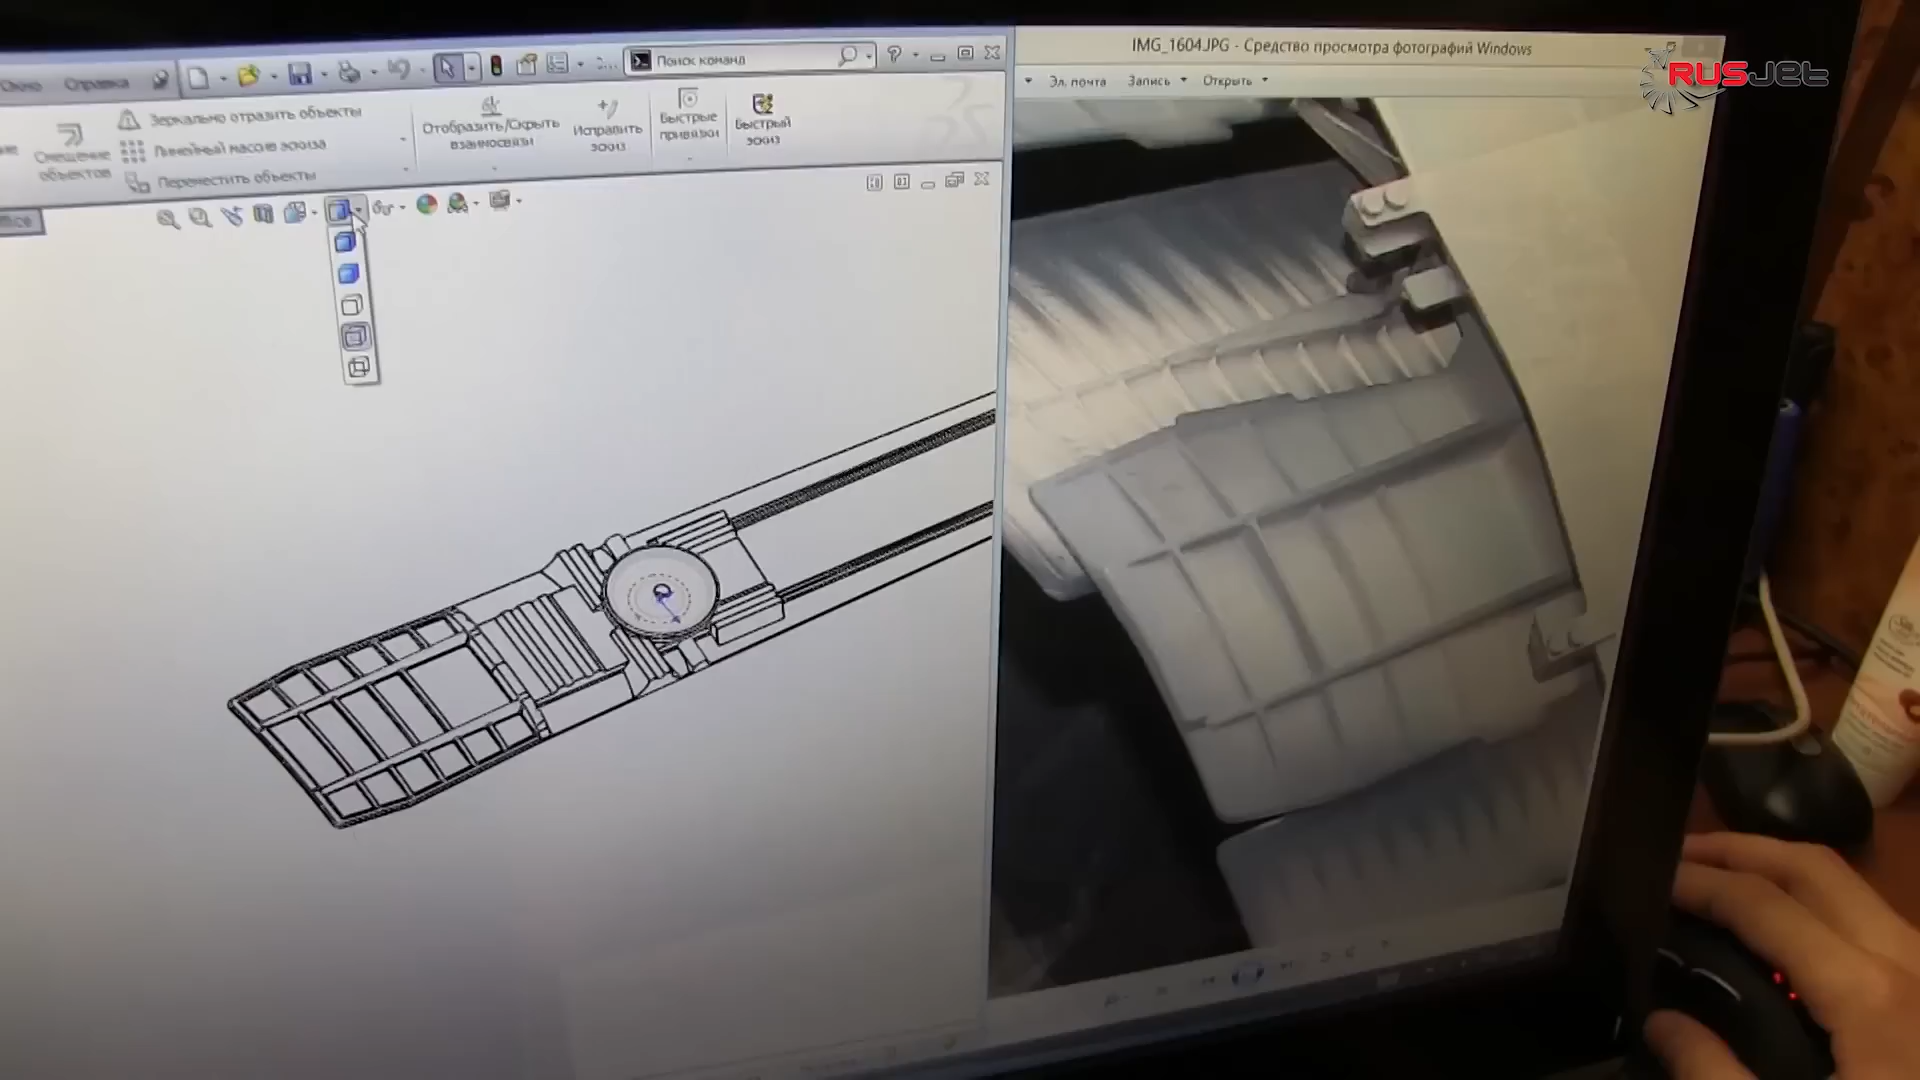 IMG_1604.JPG - Средство просмотра фотографий Windows
RUSJet
Окно Справка
Поиск команд
Эл. почта Запись Открыть
Зеркально отразить объекты
Линейный массив эскиза
Переместить объекты
Смещение
объектов
Отобразить/Скрыть
взаимосвязи
Исправить
эскиз
Быстрые
привязки
Быстрый
эскиз